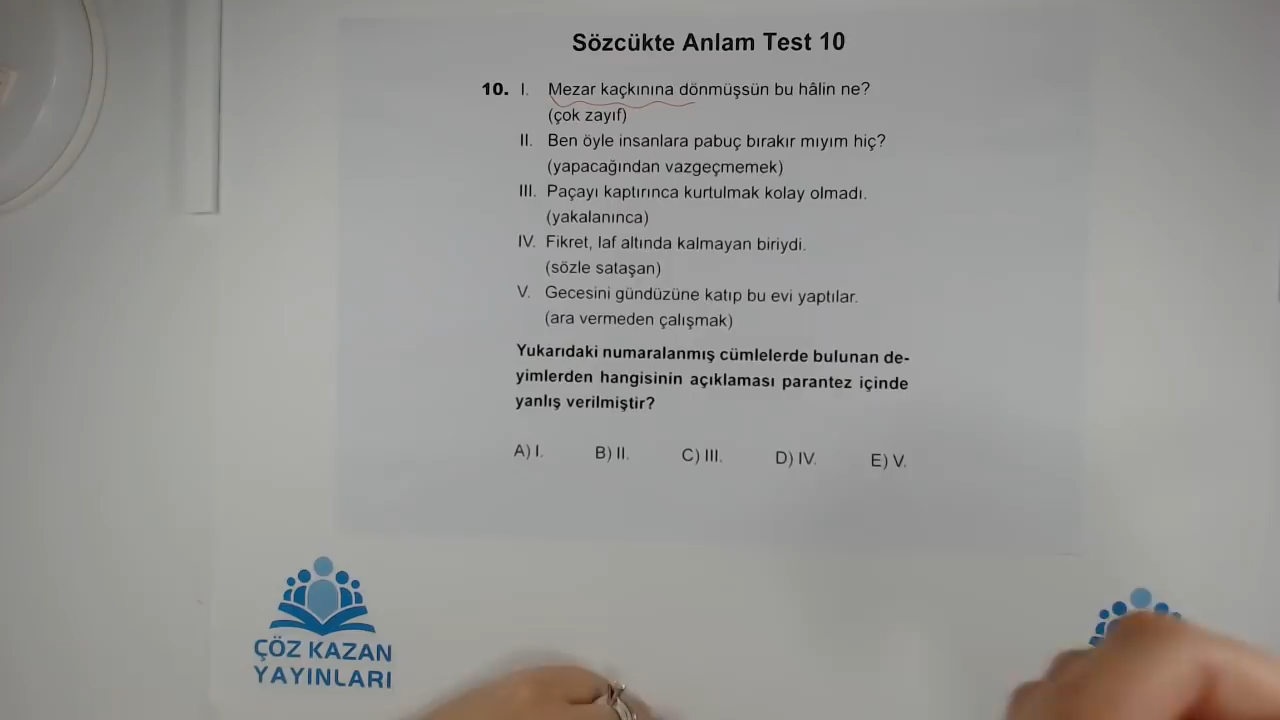 Sözcükte Anlam Test 10
10. I. Mezar kaçkınına dönmüşsün bu hâlin ne?
(çok zayıf)
II. Ben öyle insanlara pabuç bırakır mıyım hiç?
(yapacağından vazgeçmemek)
III. Paçayı kaptırınca kurtulmak kolay olmadı.
(yakalanınca)
IV. Fikret, laf altında kalmayan biriydi.
(sözle sataşan)
V. Gecesini gündüzüne katıp bu evi yaptılar.
(ara vermeden çalışmak)
Yukarıdaki numaralanmış cümlelerde bulunan de-
yimlerden hangisinin açıklaması parantez içinde
yanlış verilmiştir?
A) I. B) II. C) III. D) IV. E) V.
ÇÖZ KAZAN
YAYINLARI